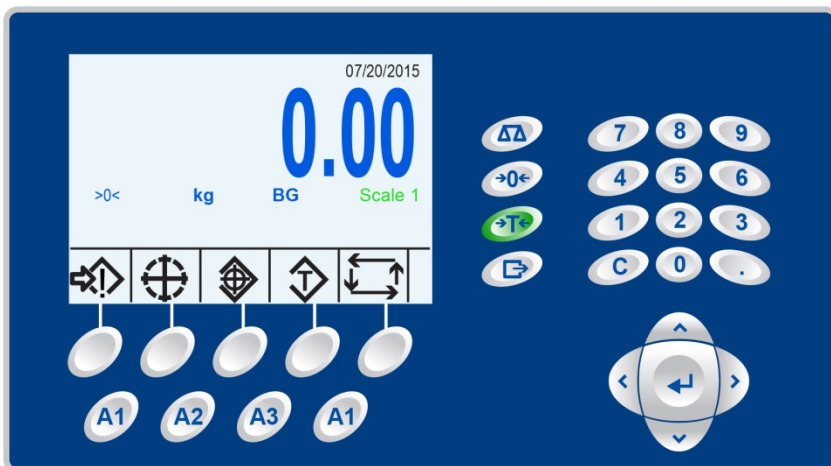 07/20/2015
0.00
>0< kg BG Scale 1
T
7 8 9
→0← 4 5 6
→T← 1 2 3
C 0 .
A1 A2 A3 A1